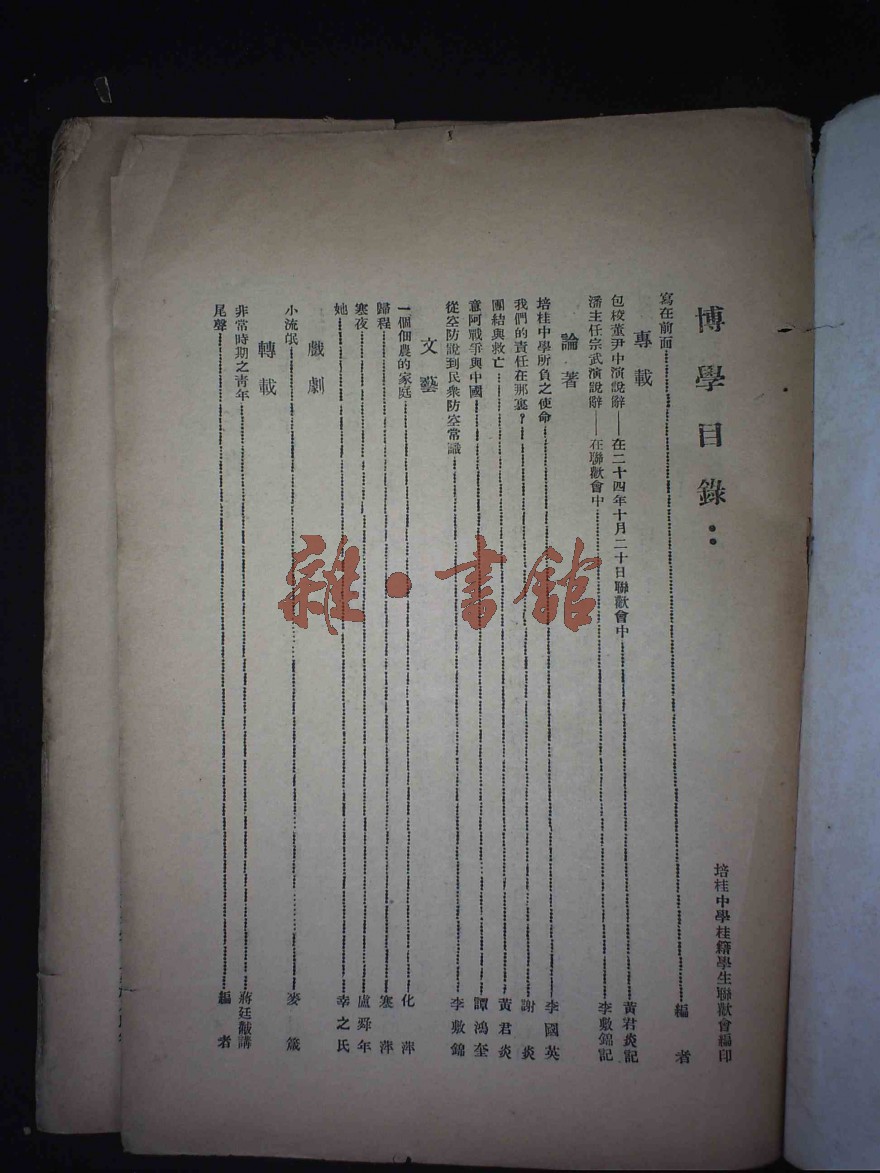 博學目錄：
培桂中學桂籍學生聯歡會編印
寫在前面……編者
專載
包校董尹中演說辭——在二十四年十月二十日聯歡會中……黃君炎記
潘主任宗武演說辭——在聯歡會中……李敷錦記
論著
培桂中學所負之使命……李國英
我們的責任在那裏？……謝炎
團結與救亡……黃君炎
意阿戰爭與中國……譚鴻奎
從空防說到民衆防空常識……李敷錦
文藝
一個佃農的家庭……化萍
歸程……寒萍
寒夜……盧舜年
她……幸之氏
戲劇
小流氓……麥箴
轉載
非常時期之青年……蔣廷黻講
尾聲……編者
雜·書館